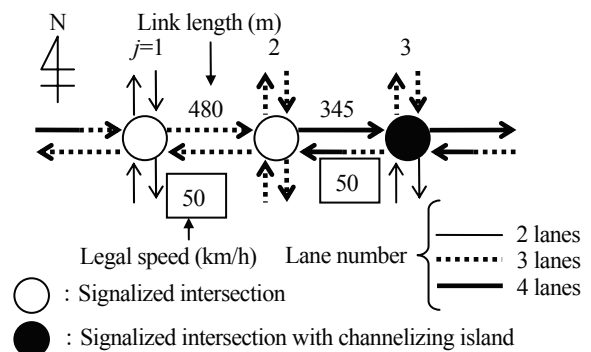 N
Link length (m)
j=1
2
3
480
345
50
50
Legal speed (km/h)
Lane number
2 lanes
3 lanes
4 lanes
: Signalized intersection
: Signalized intersection with channelizing island